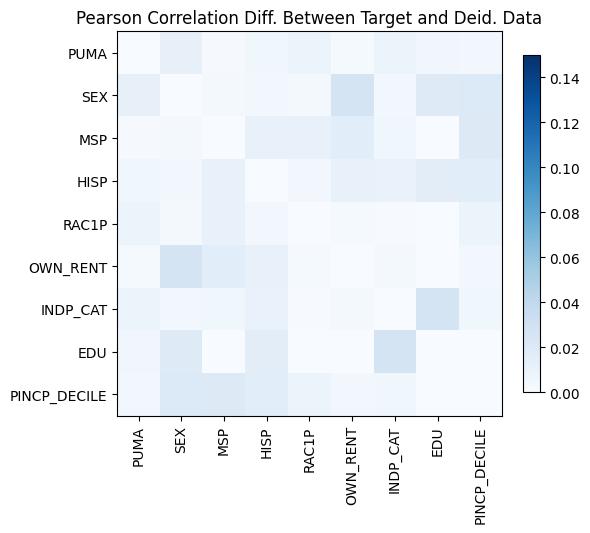 Pearson Correlation Diff. Between Target and Deid. Data
PUMA
SEX
MSP
HISP
RAC1P
OWN_RENT
INDP_CAT
EDU
PINCP_DECILE
PUMA
SEX
MSP
HISP
RAC1P
OWN_RENT
INDP_CAT
EDU
PINCP_DECILE
0.14
0.12
0.10
0.08
0.06
0.04
0.02
0.00